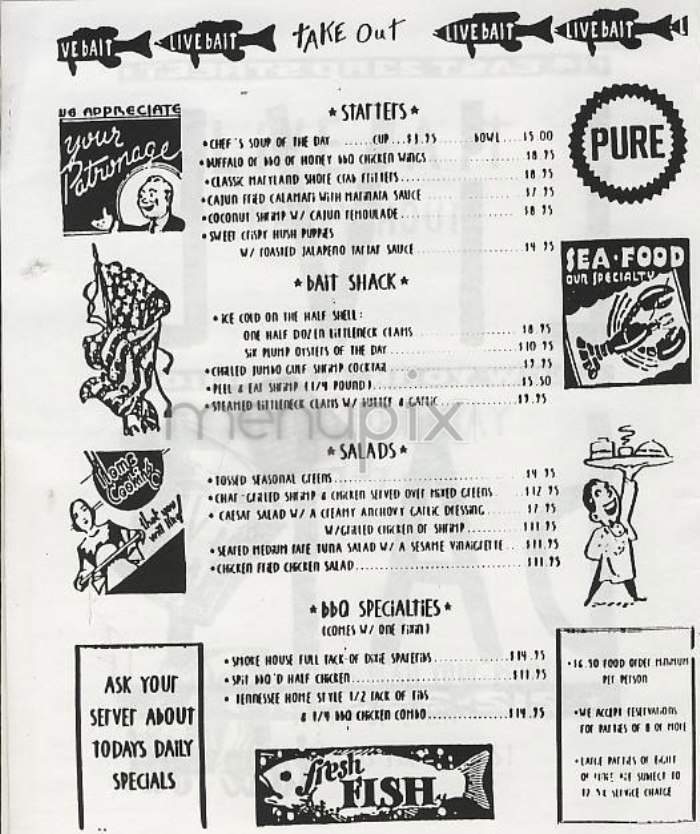 VE BAIT LIVE BAIT TAKE OUT LIVE BAIT LIVE BAIT L
WE APPRECIATE
your
Patronage
* STARTERS *
• CHEF'S SOUP OF THE DAY .......CUP...$3.95 .......BOWL....$5.00
• BUFFALO OR BBQ OR HONEY BBQ CHICKEN WINGS ................ $8.95
• CLASSIC MARYLAND SHORE CRAB FRITTERS ................ $8.95
• CAJUN FRIED CALAMARI WITH MARINARA SAUCE ................ $7.95
• COCONUT SHRIMP W/ CAJUN REMOULADE ................ $8.95
• SWEET CRISPY HUSH PUPPIES
W/ ROASTED JALAPENO TARTAR SAUCE ................ $4.95
PURE
SEA·FOOD
OUR SPECIALTY
* BAIT SHACK *
• ICE COLD ON THE HALF SHELL:
ONE HALF DOZEN LITTLENECK CLAMS ................ $8.95
SIX PLUMP OYSTERS OF THE DAY ................ $10.95
• CHILLED JUMBO GULF SHRIMP COCKTAIL ................ $9.95
• PEEL & EAT SHRIMP (1/4 POUND) ................ $5.50
• STEAMED LITTLENECK CLAMS W/ BUTTER & GARLIC ................ $9.95
menupix
Home
Cooking
that you
will like!
* SALADS *
• TOSSED SEASONAL GREENS ................ $4.95
• CHAR-GRILLED SHRIMP & CHICKEN SERVED OVER MIXED GREENS ..... $12.95
• CAESAR SALAD W/ A CREAMY ANCHOVY GARLIC DRESSING ..... $7.95
W/GRILLED CHICKEN OR SHRIMP ................ $11.95
• SEARED MEDIUM RARE TUNA SALAD W/ A SESAME VINAIGRETTE ... $11.95
• CHICKEN FRIED CHICKEN SALAD ................ $11.95
* BBQ SPECIALTIES *
(COMES W/ ONE FIXIN)
• SMOKE HOUSE FULL RACK-OF DIXIE SPARERIBS ................ $14.95
• SPIT BBQ'D HALF CHICKEN ................ $11.95
• TENNESSEE HOME STYLE 1/2 RACK OF RIBS
& 1/4 BBQ CHICKEN COMBO ................ $14.95
ASK YOUR
SERVER ABOUT
TODAYS DAILY
SPECIALS
• $6.50 FOOD ORDER MINIMUM
PER PERSON
• WE ACCEPT RESERVATIONS
FOR PARTIES OF 8 OR MORE
• LARGE PARTIES OF EIGHT
OR MORE ARE SUBJECT TO
SERVICE CHARGE
fresh
FISH